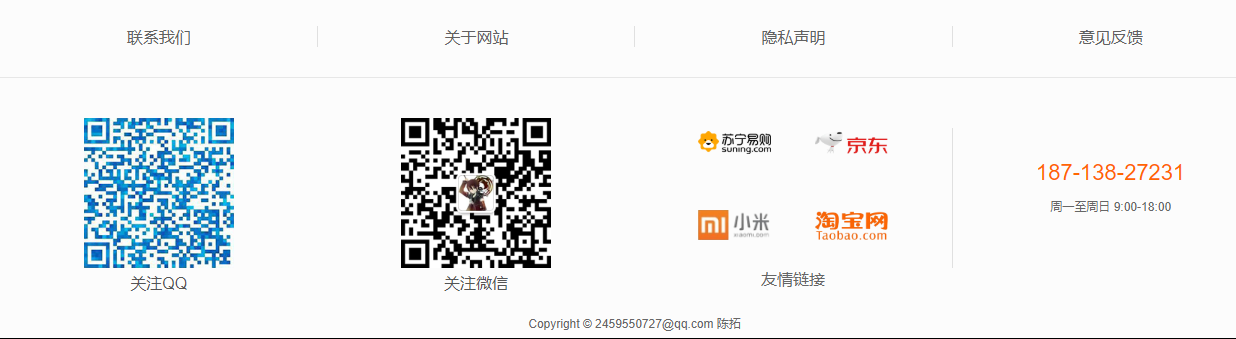 联系我们
关于网站
隐私声明
意见反馈
苏宁易购
suning.com
京东
187-138-27231
周一至周日 9:00-18:00
小米
xiaomi.com
淘宝网
Taobao.com
关注QQ
关注微信
友情链接
Copyright © 2459550727@qq.com 陈拓